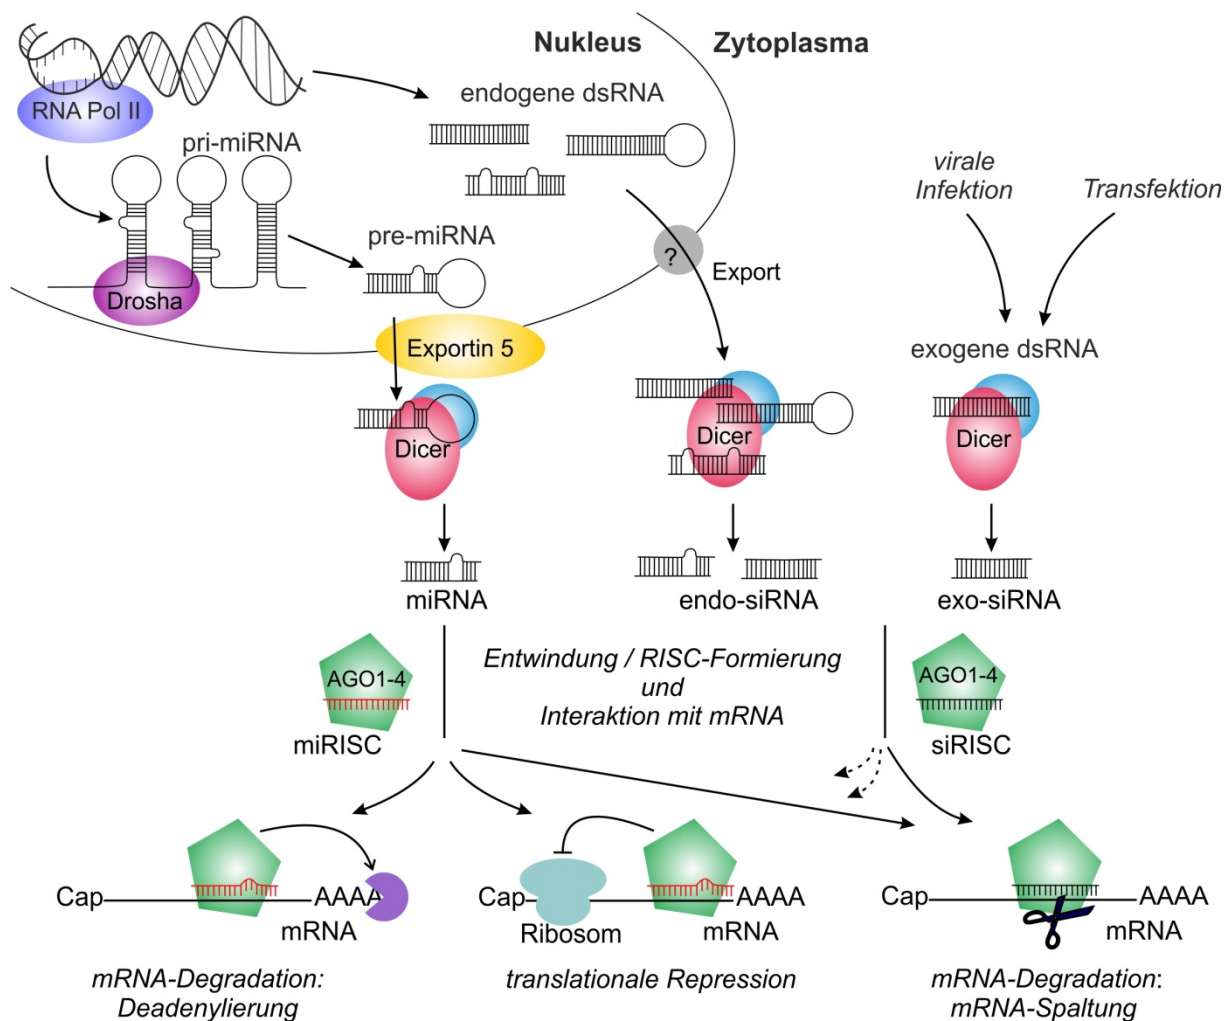 Nukleus
Zytoplasma
RNA Pol II
endogene dsRNA
pri-miRNA
virale
Infektion
Transfektion
pre-miRNA
?
Export
Drosha
Exportin 5
exogene dsRNA
Dicer
Dicer
Dicer
miRNA
endo-siRNA
exo-siRNA
Entwindung / RISC-Formierung
und
Interaktion mit mRNA
AGO1-4
miRISC
AGO1-4
siRISC
Cap
AAAA
mRNA
mRNA-Degradation:
Deadenylierung
Cap
AAAA
Ribosom
mRNA
translationale Repression
Cap
AAAA
mRNA
mRNA-Degradation:
mRNA-Spaltung